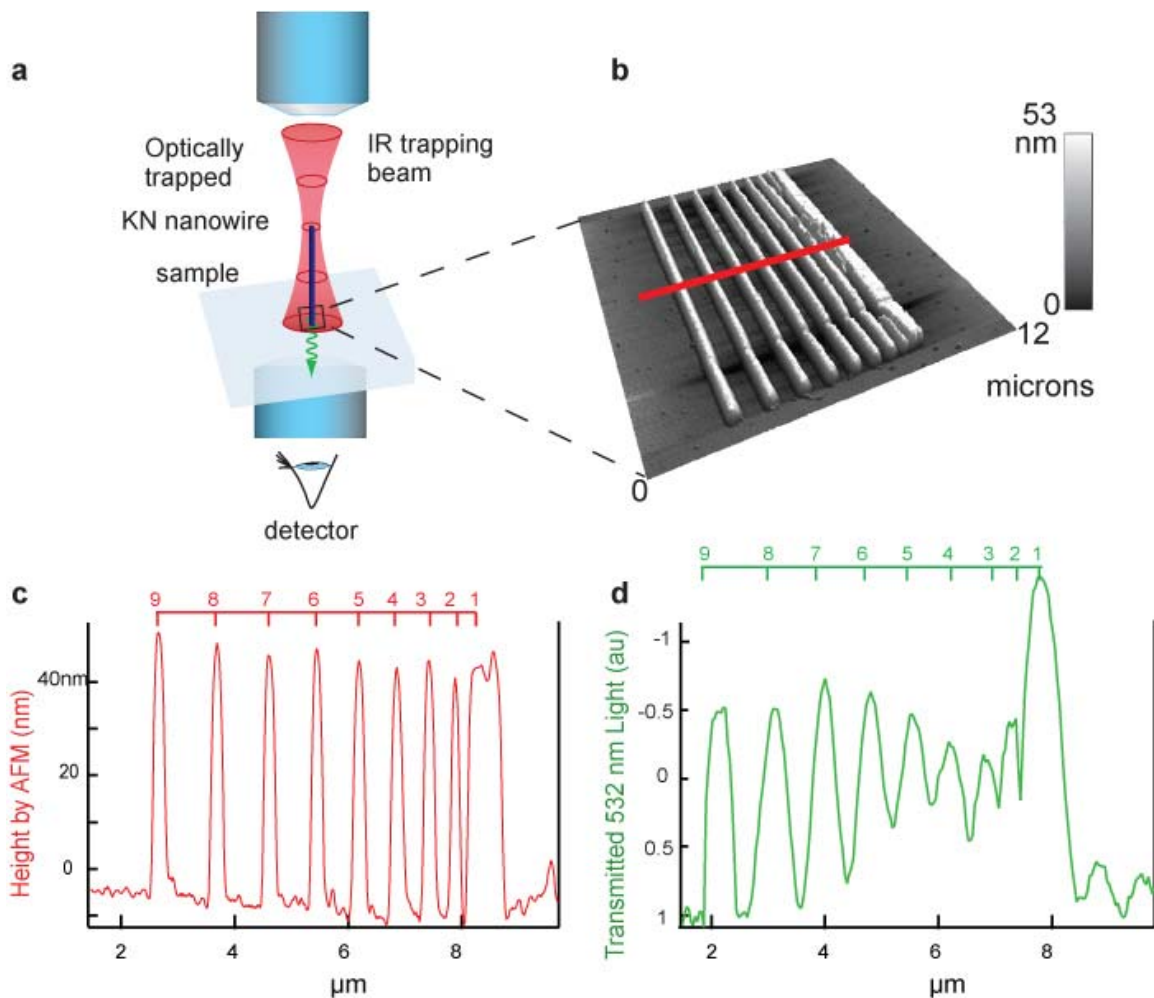 a
Optically
trapped
IR trapping
beam
KN nanowire
sample
detector
b
53
nm
0
12
microns
0
c
9 8 7 6 5 4 3 2 1
Height by AFM (nm)
40nm
20
0
2 4 6 8
µm
d
9 8 7 6 5 4 3 2 1
Transmitted 532 nm Light (au)
-1
-0.5
0
0.5
1
2 4 6 8
µm